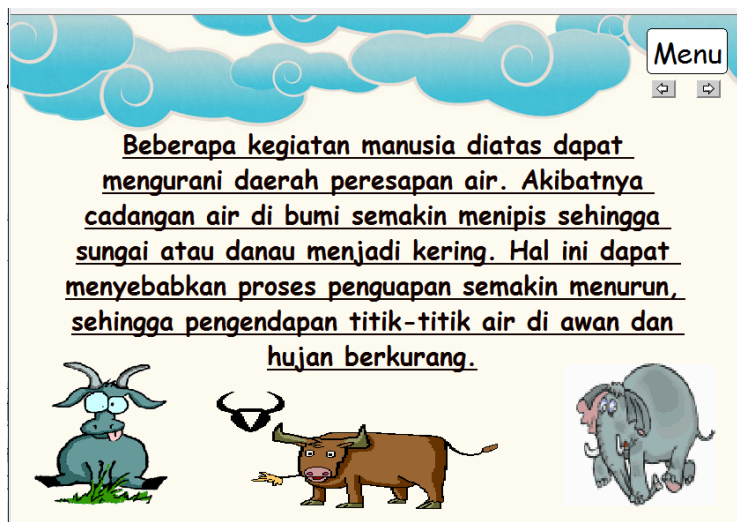 Menu
Beberapa kegiatan manusia diatas dapat
mengurani daerah peresapan air. Akibatnya
cadangan air di bumi semakin menipis sehingga
sungai atau danau menjadi kering. Hal ini dapat
menyebabkan proses penguapan semakin menurun,
sehingga pengendapan titik-titik air di awan dan
hujan berkurang.